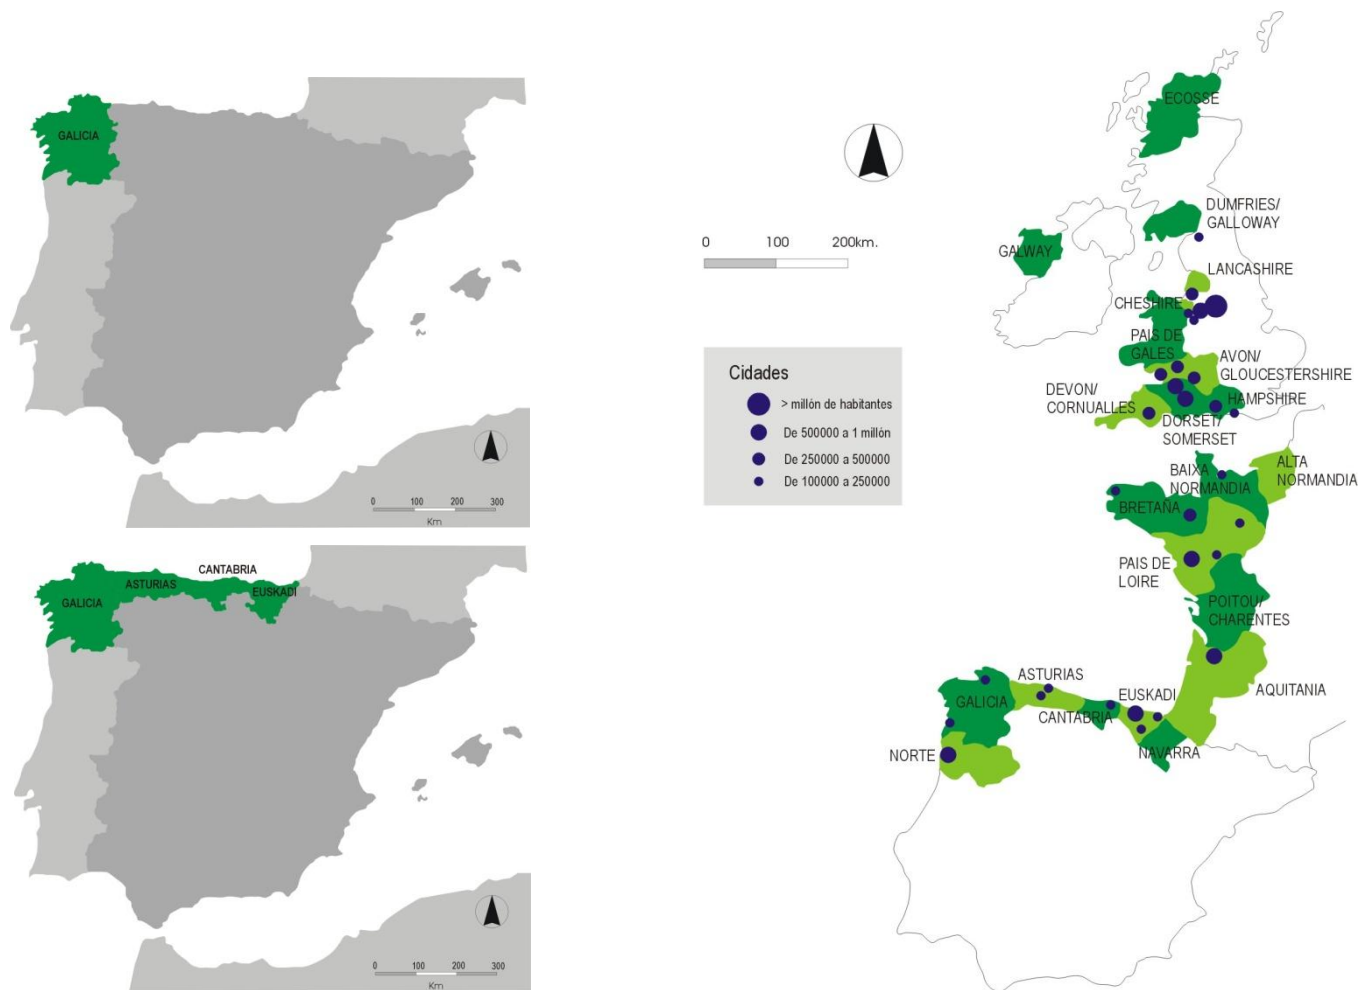 GALICIA
0
100
200
300
Km
ASTURIAS
CANTABRIA
EUSKADI
GALICIA
0
100
200
300
Km
0
100
200km.
Cidades
> millón de habitantes
De 500000 a 1 millón
De 250000 a 500000
De 100000 a 250000
ECOSSE
DUMFRIES/
GALLOWAY
GALWAY
LANCASHIRE
CHESHIRE
PAIS DE
GALES
AVON/
GLOUCESTERSHIRE
DEVON/
CORNUALLES
HAMPSHIRE
DORSET/
SOMERSET
BAIXA
NORMANDIA
ALTA
NORMANDIA
BRETAÑA
PAIS DE
LOIRE
POITOU/
CHARENTES
AQUITANIA
ASTURIAS
EUSKADI
GALICIA
CANTABRIA
NAVARRA
NORTE